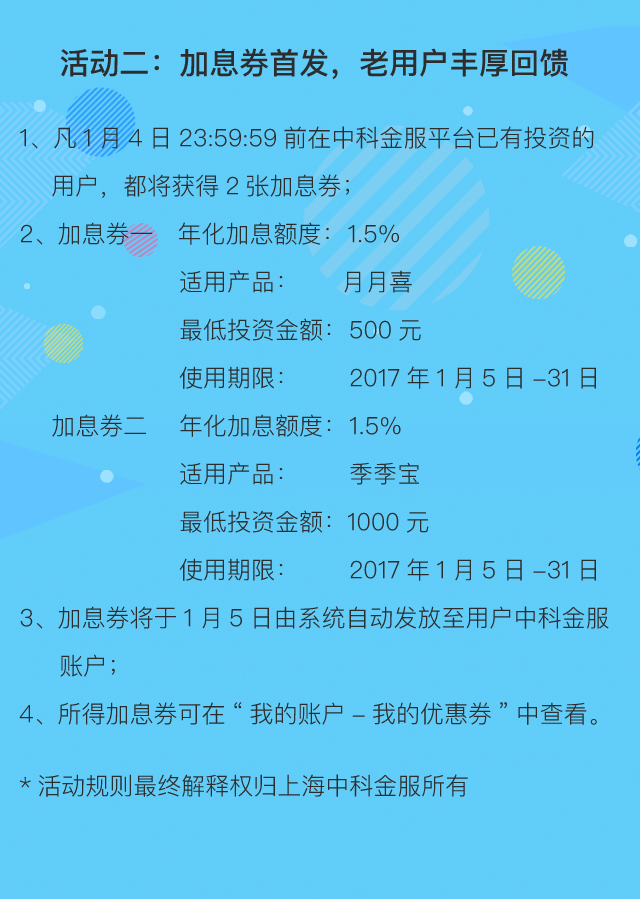 活动二：加息券首发，老用户丰厚回馈
1、凡 1 月 4 日 23:59:59 前在中科金服平台已有投资的
用户，都将获得 2 张加息券；
2、加息券一 年化加息额度：1.5%
适用产品： 月月喜
最低投资金额：500 元
使用期限： 2017 年 1 月 5 日 –31 日
加息券二 年化加息额度：1.5%
适用产品： 季季宝
最低投资金额：1000 元
使用期限： 2017 年 1 月 5 日 –31 日
3、加息券将于 1 月 5 日由系统自动发放至用户中科金服
账户；
4、所得加息券可在 “ 我的账户 – 我的优惠券 ” 中查看。
* 活动规则最终解释权归上海中科金服所有